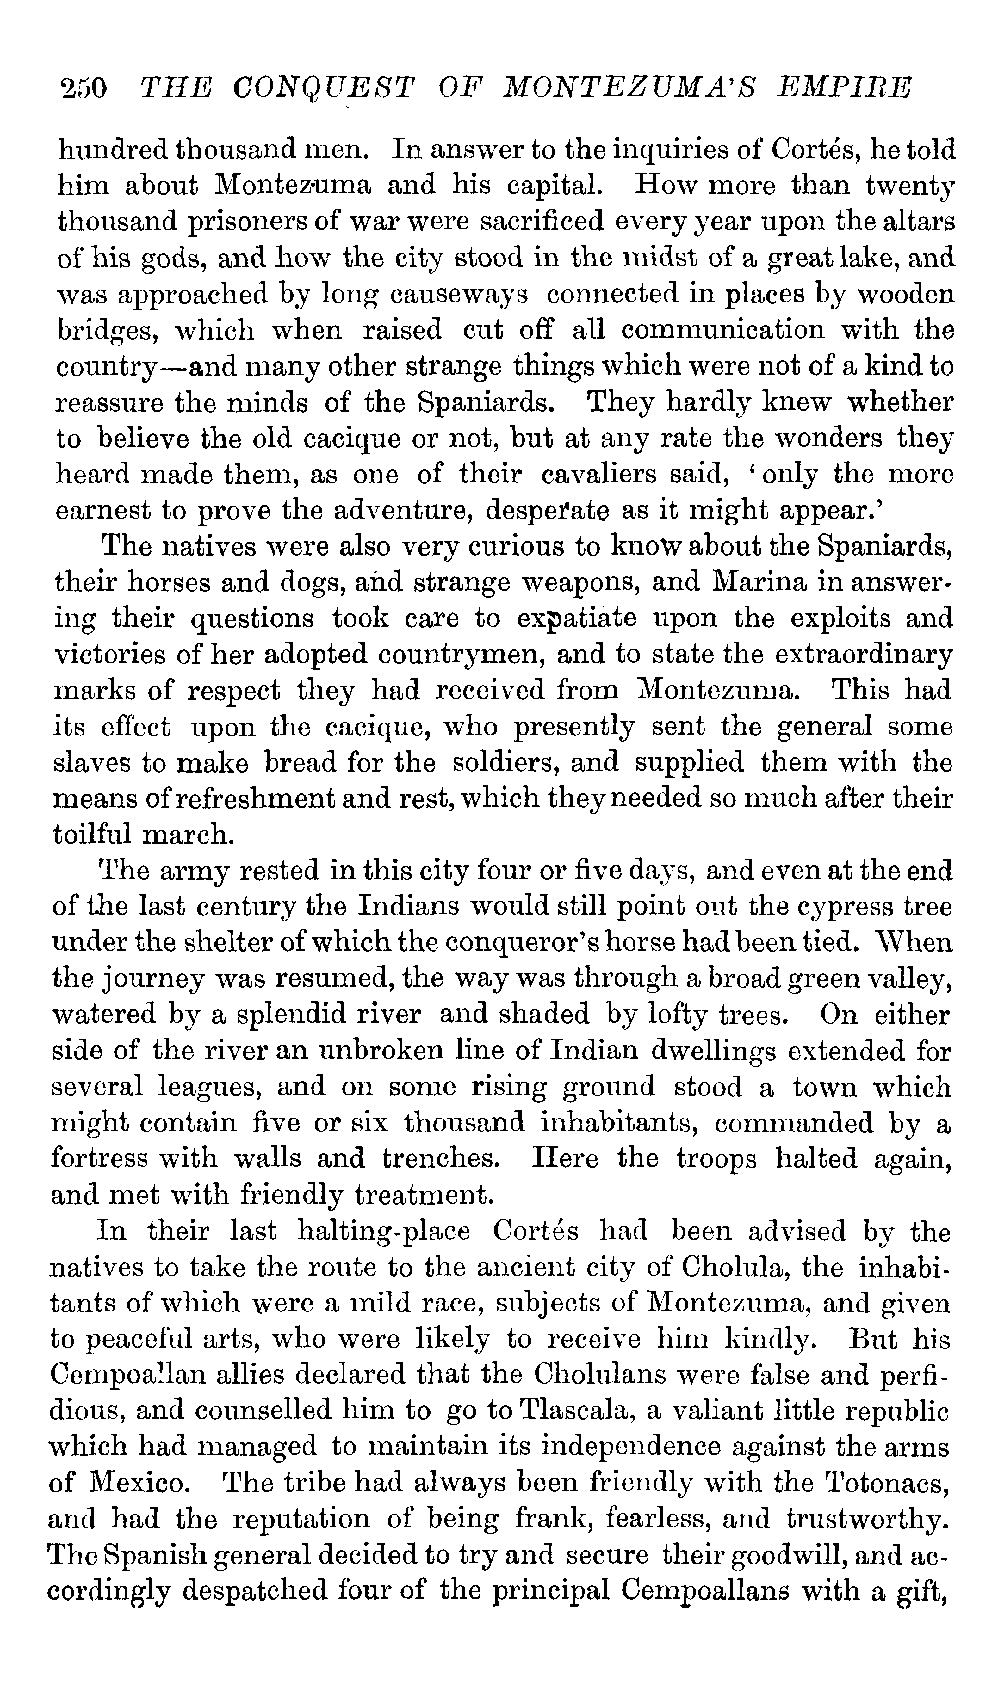 250 THE CONQUEST OF MONTEZUMA'S EMPIRE
hundred thousand men. In answer to the inquiries of Cortés, he told
him about Montezuma and his capital. How more than twenty
thousand prisoners of war were sacrificed every year upon the altars
of his gods, and how the city stood in the midst of a great lake, and
was approached by long causeways connected in places by wooden
bridges, which when raised cut off all communication with the
country—and many other strange things which were not of a kind to
reassure the minds of the Spaniards. They hardly knew whether
to believe the old cacique or not, but at any rate the wonders they
heard made them, as one of their cavaliers said, ‘only the more
earnest to prove the adventure, desperate as it might appear.’
The natives were also very curious to know about the Spaniards,
their horses and dogs, and strange weapons, and Marina in answer-
ing their questions took care to expatiate upon the exploits and
victories of her adopted countrymen, and to state the extraordinary
marks of respect they had received from Montezuma. This had
its effect upon the cacique, who presently sent the general some
slaves to make bread for the soldiers, and supplied them with the
means of refreshment and rest, which they needed so much after their
toilful march.
The army rested in this city four or five days, and even at the end
of the last century the Indians would still point out the cypress tree
under the shelter of which the conqueror's horse had been tied. When
the journey was resumed, the way was through a broad green valley,
watered by a splendid river and shaded by lofty trees. On either
side of the river an unbroken line of Indian dwellings extended for
several leagues, and on some rising ground stood a town which
might contain five or six thousand inhabitants, commanded by a
fortress with walls and trenches. Here the troops halted again,
and met with friendly treatment.
In their last halting-place Cortés had been advised by the
natives to take the route to the ancient city of Cholula, the inhabi-
tants of which were a mild race, subjects of Montezuma, and given
to peaceful arts, who were likely to receive him kindly. But his
Cempoallan allies declared that the Cholulans were false and perfi-
dious, and counselled him to go to Tlascala, a valiant little republic
which had managed to maintain its independence against the arms
of Mexico. The tribe had always been friendly with the Totonacs,
and had the reputation of being frank, fearless, and trustworthy.
The Spanish general decided to try and secure their goodwill, and ac-
cordingly despatched four of the principal Cempoallans with a gift,